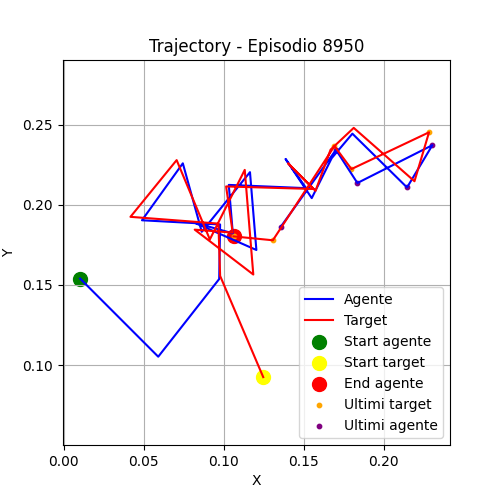 Trajectory - Episodio 8950
Y
0.25
0.20
0.15
0.10
0.00
0.05
0.10
0.15
0.20
X
Agente
Target
Start agente
Start target
End agente
Ultimi target
Ultimi agente